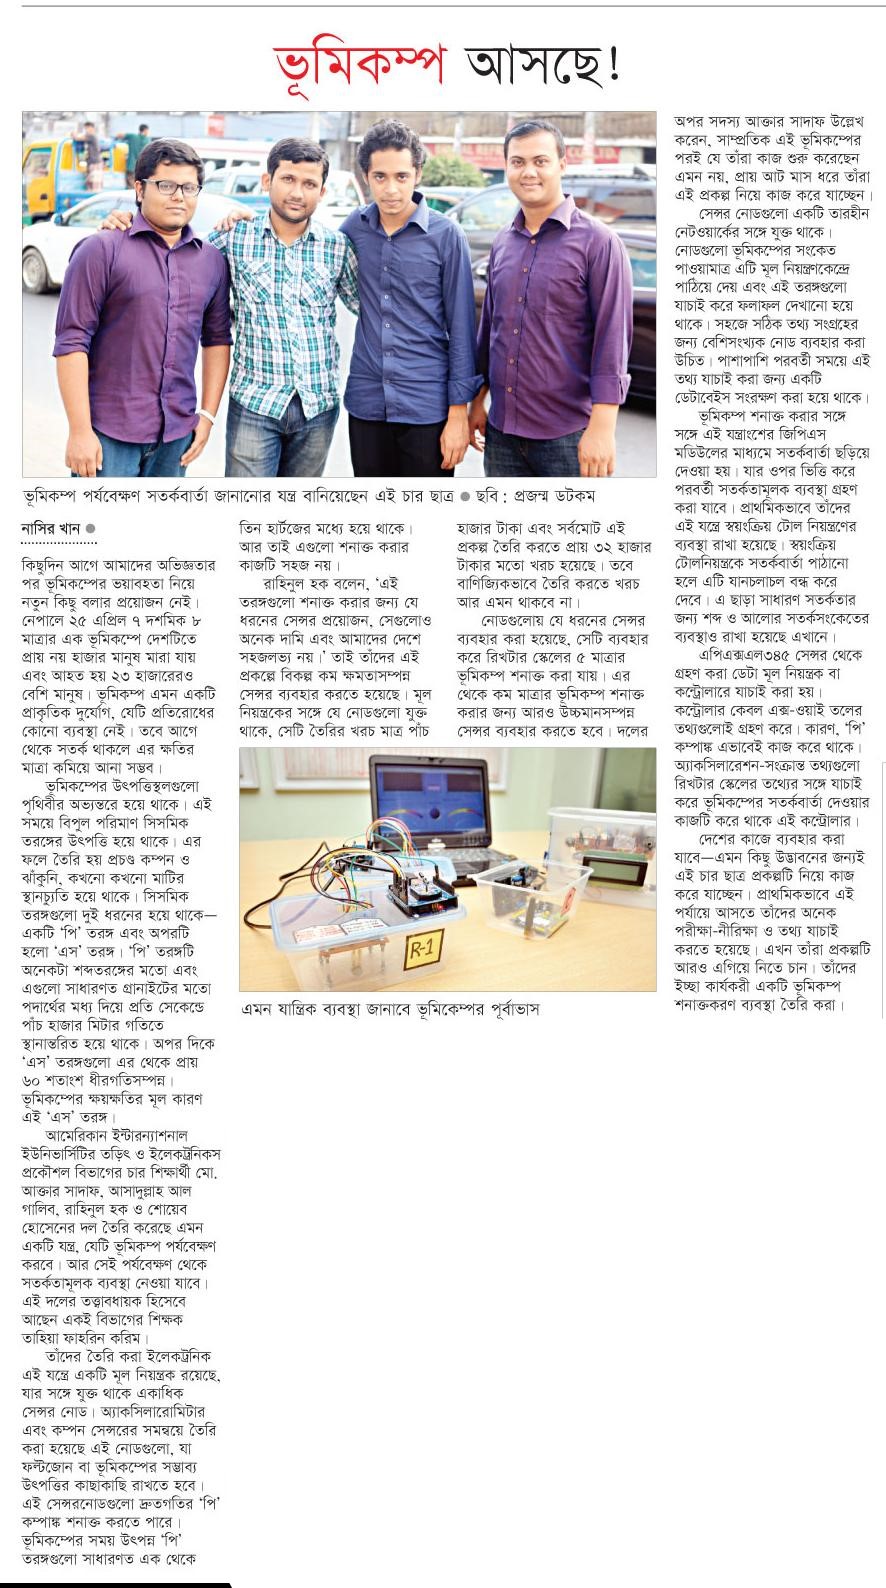 ভূমিকম্প আসছে!
ভূমিকম্প পর্যবেক্ষণ সতর্কবার্তা জানানোর যন্ত্র বানিয়েছেন এই চার ছাত্র ● ছবি : প্রজন্ম ডটকম
নাসির খান ●
কিছুদিন আগে আমাদের অভিজ্ঞতার
পর ভূমিকম্পের ভয়াবহতা নিয়ে
নতুন কিছু বলার প্রয়োজন নেই।
নেপালে ২৫ এপ্রিল ৭ দশমিক ৮
মাত্রার এক ভূমিকম্পে দেশটিতে
প্রায় নয় হাজার মানুষ মারা যায়
এবং আহত হয় ২৩ হাজারেরও
বেশি মানুষ। ভূমিকম্প এমন একটি
প্রাকৃতিক দুর্যোগ, যেটি প্রতিরোধের
কোনো ব্যবস্থা নেই। তবে আগে
থেকে সতর্ক থাকলে এর ক্ষতির
মাত্রা কমিয়ে আনা সম্ভব।
ভূমিকম্পের উৎপত্তিস্থলগুলো
পৃথিবীর অভ্যন্তরে হয়ে থাকে। এই
সময়ে বিপুল পরিমাণ সিসমিক
তরঙ্গের উৎপত্তি হয়ে থাকে। এর
ফলে তৈরি হয় প্রচণ্ড কম্পন ও
ঝাঁকুনি, কখনো কখনো মাটির
স্থানচ্যুতি হয়ে থাকে। সিসমিক
তরঙ্গগুলো দুই ধরনের হয়ে থাকে—
একটি ‘পি’ তরঙ্গ এবং অপরটি
হলো ‘এস’ তরঙ্গ। ‘পি’ তরঙ্গটি
অনেকটা শব্দতরঙ্গের মতো এবং
এগুলো সাধারণত গ্রানাইটের মতো
পদার্থের মধ্য দিয়ে প্রতি সেকেন্ডে
পাঁচ হাজার মিটার গতিতে
স্থানান্তরিত হয়ে থাকে। অপর দিকে
‘এস’ তরঙ্গগুলো এর থেকে প্রায়
৬০ শতাংশ ধীরগতিসম্পন্ন।
ভূমিকম্পের ক্ষয়ক্ষতির মূল কারণ
এই ‘এস’ তরঙ্গ।
আমেরিকান ইন্টারন্যাশনাল
ইউনিভার্সিটির তড়িৎ ও ইলেকট্রনিকস
প্রকৌশল বিভাগের চার শিক্ষার্থী মো.
আক্তার সাদাফ, আসাদুল্লাহ আল
গালিব, রাহিনুল হক ও শোয়েব
হোসেনের দল তৈরি করেছে এমন
একটি যন্ত্র, যেটি ভূমিকম্প পর্যবেক্ষণ
করবে। আর সেই পর্যবেক্ষণ থেকে
সতর্কতামূলক ব্যবস্থা নেওয়া যাবে।
এই দলের তত্ত্বাবধায়ক হিসেবে
আছেন একই বিভাগের শিক্ষক
তাহিয়া ফাহরিন করিম।
তাঁদের তৈরি করা ইলেকট্রনিক
এই যন্ত্রে একটি মূল নিয়ন্ত্রক রয়েছে,
যার সঙ্গে যুক্ত থাকে একাধিক
সেন্সর নোড। অ্যাকসিলারোমিটার
এবং কম্পন সেন্সরের সমন্বয়ে তৈরি
করা হয়েছে এই নোডগুলো, যা
ফল্টজোন বা ভূমিকম্পের সম্ভাব্য
উৎপত্তির কাছাকাছি রাখতে হবে।
এই সেন্সরনোডগুলো দ্রুতগতির ‘পি’
কম্পাঙ্ক শনাক্ত করতে পারে।
ভূমিকম্পের সময় উৎপন্ন ‘পি’
তরঙ্গগুলো সাধারণত এক থেকে
তিন হার্টজের মধ্যে হয়ে থাকে।
আর তাই এগুলো শনাক্ত করার
কাজটি সহজ নয়।
রাহিনুল হক বলেন, ‘এই
তরঙ্গগুলো শনাক্ত করার জন্য যে
ধরনের সেন্সর প্রয়োজন, সেগুলোও
অনেক দামি এবং আমাদের দেশে
সহজলভ্য নয়।’ তাই তাঁদের এই
প্রকল্পে বিকল্প কম ক্ষমতাসম্পন্ন
সেন্সর ব্যবহার করতে হয়েছে। মূল
নিয়ন্ত্রকের সঙ্গে যে নোডগুলো যুক্ত
থাকে, সেটি তৈরির খরচ মাত্র পাঁচ
হাজার টাকা এবং সর্বমোট এই
প্রকল্প তৈরি করতে প্রায় ৩২ হাজার
টাকার মতো খরচ হয়েছে। তবে
বাণিজ্যিকভাবে তৈরি করতে খরচ
আর এমন থাকবে না।
নোডগুলোয় যে ধরনের সেন্সর
ব্যবহার করা হয়েছে, সেটি ব্যবহার
করে রিখটার স্কেলের ৫ মাত্রার
ভূমিকম্প শনাক্ত করা যায়। এর
থেকে কম মাত্রার ভূমিকম্প শনাক্ত
করার জন্য আরও উচ্চমানসম্পন্ন
সেন্সর ব্যবহার করতে হবে। দলের
R-1
এমন যান্ত্রিক ব্যবস্থা জানাবে ভূমিকেম্পর পূর্বাভাস
অপর সদস্য আক্তার সাদাফ উল্লেখ
করেন, সাম্প্রতিক এই ভূমিকম্পের
পরই যে তাঁরা কাজ শুরু করেছেন
এমন নয়, প্রায় আট মাস ধরে তাঁরা
এই প্রকল্প নিয়ে কাজ করে যাচ্ছেন।
সেন্সর নোডগুলো একটি তারহীন
নেটওয়ার্কের সঙ্গে যুক্ত থাকে।
নোডগুলো ভূমিকম্পের সংকেত
পাওয়ামাত্র এটি মূল নিয়ন্ত্রণকেন্দ্রে
পাঠিয়ে দেয় এবং এই তরঙ্গগুলো
যাচাই করে ফলাফল দেখানো হয়ে
থাকে। সহজে সঠিক তথ্য সংগ্রহের
জন্য বেশিসংখ্যক নোড ব্যবহার করা
উচিত। পাশাপাশি পরবর্তী সময়ে এই
তথ্য যাচাই করা জন্য একটি
ডেটাবেইস সংরক্ষণ করা হয়ে থাকে।
ভূমিকম্প শনাক্ত করার সঙ্গে
সঙ্গে এই যন্ত্রাংশের জিপিএস
মডিউলের মাধ্যমে সতর্কবার্তা ছড়িয়ে
দেওয়া হয়। যার ওপর ভিত্তি করে
পরবর্তী সতর্কতামূলক ব্যবস্থা গ্রহণ
করা যাবে। প্রাথমিকভাবে তাঁদের
এই যন্ত্রে স্বয়ংক্রিয় টোল নিয়ন্ত্রণের
ব্যবস্থা রাখা হয়েছে। স্বয়ংক্রিয়
টোলনিয়ন্ত্রকে সতর্কবার্তা পাঠানো
হলে এটি যানচলাচল বন্ধ করে
দেবে। এ ছাড়া সাধারণ সতর্কতার
জন্য শব্দ ও আলোর সতর্কসংকেতের
ব্যবস্থাও রাখা হয়েছে এখানে।
এপিএক্সএল৩৪৫ সেন্সর থেকে
গ্রহণ করা ডেটা মূল নিয়ন্ত্রক বা
কন্ট্রোলারে যাচাই করা হয়।
কন্ট্রোলার কেবল এক্স-ওয়াই তলের
তথ্যগুলোই গ্রহণ করে। কারণ, ‘পি’
কম্পাঙ্ক এভাবেই কাজ করে থাকে।
অ্যাকসিলারেশন-সংক্রান্ত তথ্যগুলো
রিখটার স্কেলের তথ্যের সঙ্গে যাচাই
করে ভূমিকম্পের সতর্কবার্তা দেওয়ার
কাজটি করে থাকে এই কন্ট্রোলার।
দেশের কাজে ব্যবহার করা
যাবে—এমন কিছু উদ্ভাবনের জন্যই
এই চার ছাত্র প্রকল্পটি নিয়ে কাজ
করে যাচ্ছেন। প্রাথমিকভাবে এই
পর্যায়ে আসতে তাঁদের অনেক
পরীক্ষা-নীরিক্ষা ও তথ্য যাচাই
করতে হয়েছে। এখন তাঁরা প্রকল্পটি
আরও এগিয়ে নিতে চান। তাঁদের
ইচ্ছা কার্যকরী একটি ভূমিকম্প
শনাক্তকরণ ব্যবস্থা তৈরি করা।